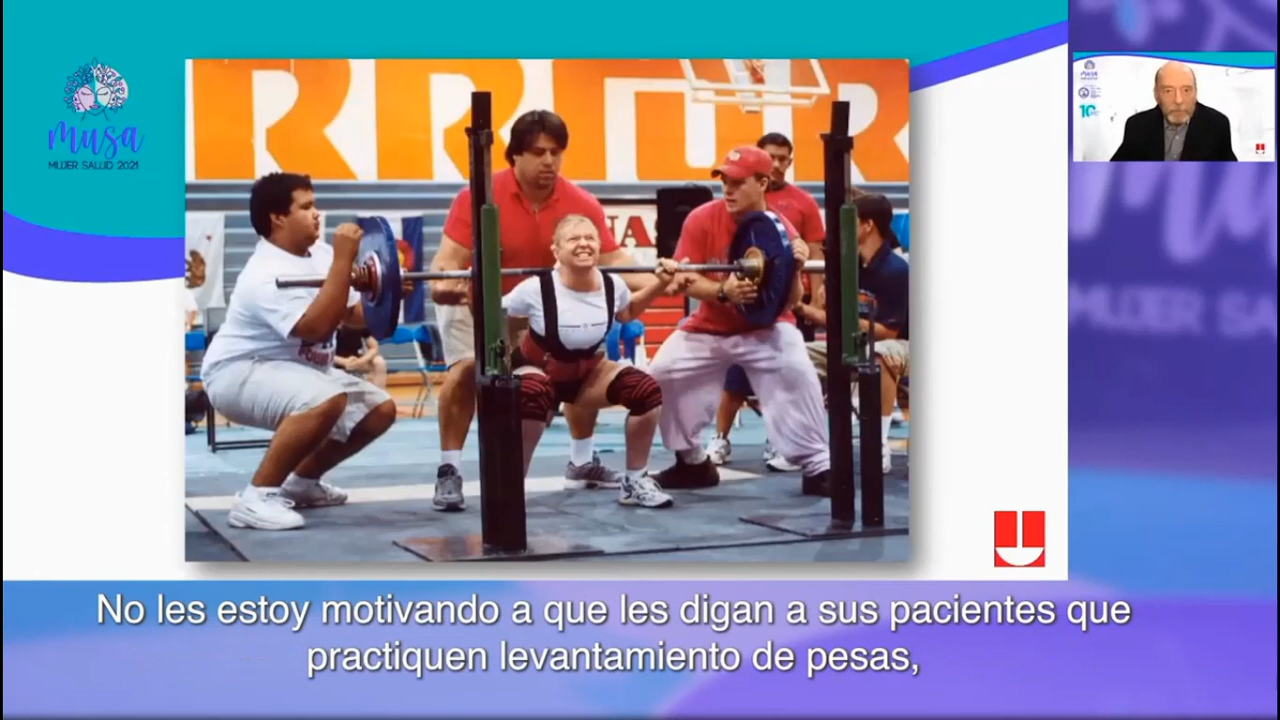 musa
MUJER SALUD 2021
No les estoy motivando a que les digan a sus pacientes que
practiquen levantamiento de pesas,